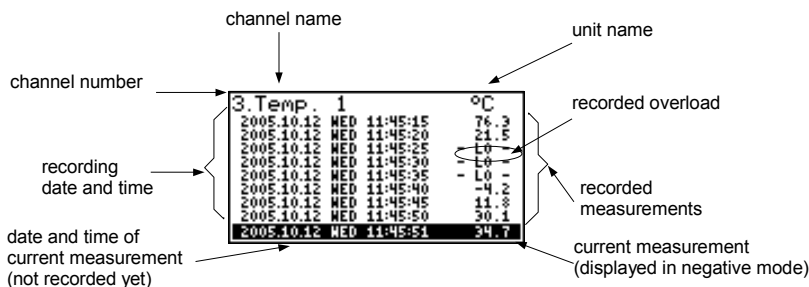 channel name
unit name
channel number
recorded overload
3.Temp. 1 °C
2005.10.12 WED 11:45:15 76.3
2005.10.12 WED 11:45:20 21.5
2005.10.12 WED 11:45:25 - LO -
2005.10.12 WED 11:45:30 - LO -
2005.10.12 WED 11:45:35 - LO -
2005.10.12 WED 11:45:40 -4.2
2005.10.12 WED 11:45:45 11.8
2005.10.12 WED 11:45:50 30.1
2005.10.12 WED 11:45:51 34.7
recording
date and time
recorded
measurements
date and time of
current measurement
(not recorded yet)
current measurement
(displayed in negative mode)